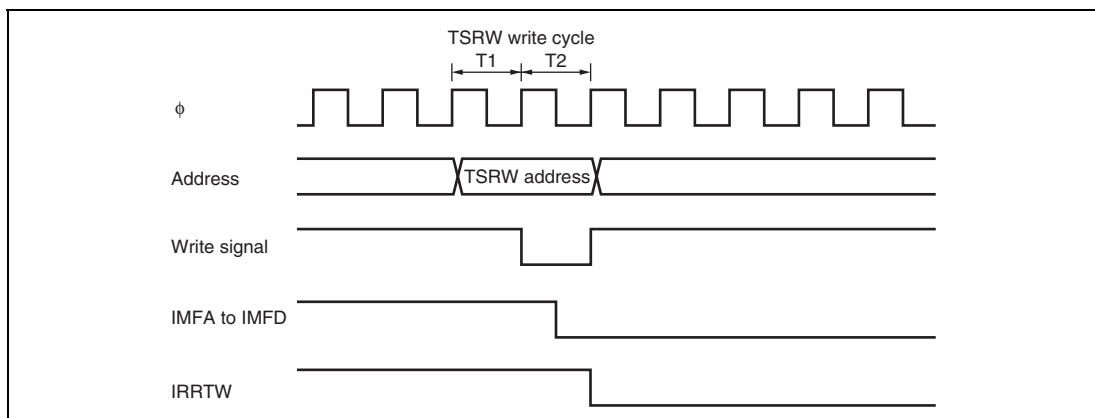 TSRW write cycle
T1 T2
ϕ
Address
TSRW address
Write signal
IMFA to IMFD
IRRTW